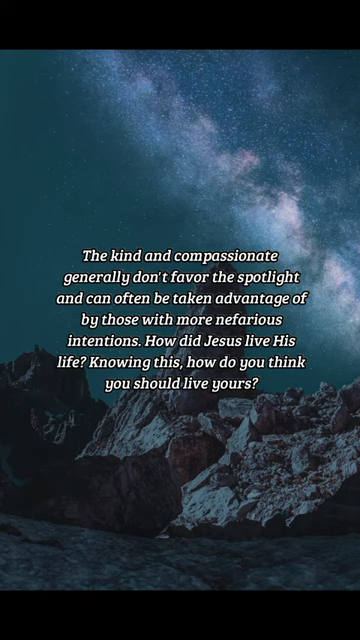 The kind and compassionate
generally don't favor the spotlight
and can often be taken advantage of
by those with more nefarious
intentions. How did Jesus live His
life? Knowing this, how do you think
you should live yours?